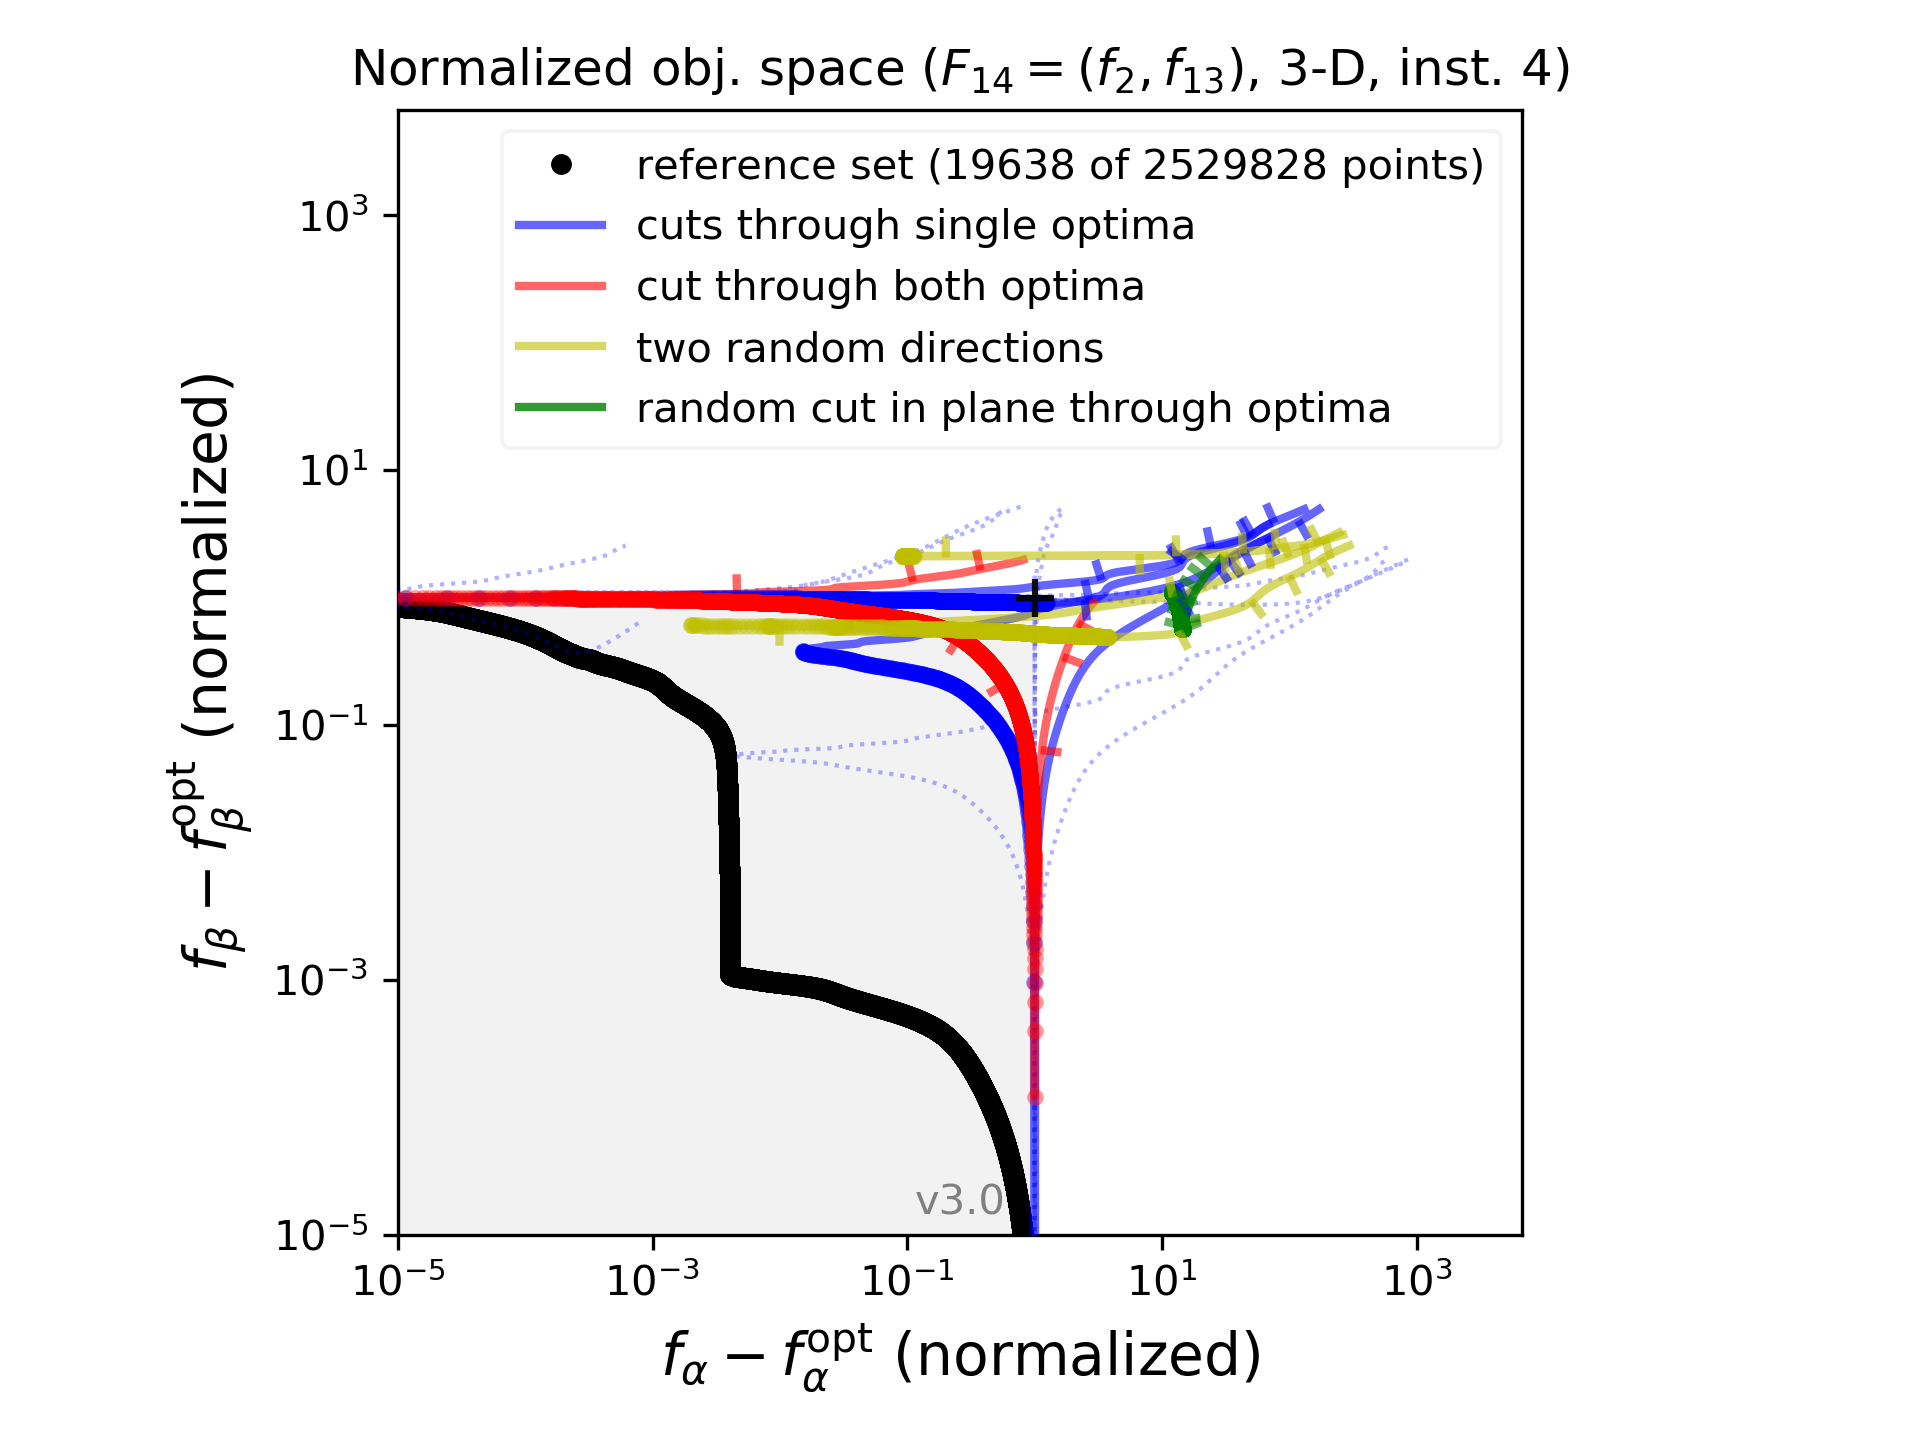 Normalized obj. space (F₁₄ = (f₂, f₁₃), 3-D, inst. 4)
reference set (19638 of 2529828 points)
cuts through single optima
cut through both optima
two random directions
random cut in plane through optima
10³
10¹
10⁻¹
10⁻³
10⁻⁵
f_β − f_β^opt (normalized)
v3.0
10⁻⁵ 10⁻³ 10⁻¹ 10¹ 10³
f_α − f_α^opt (normalized)